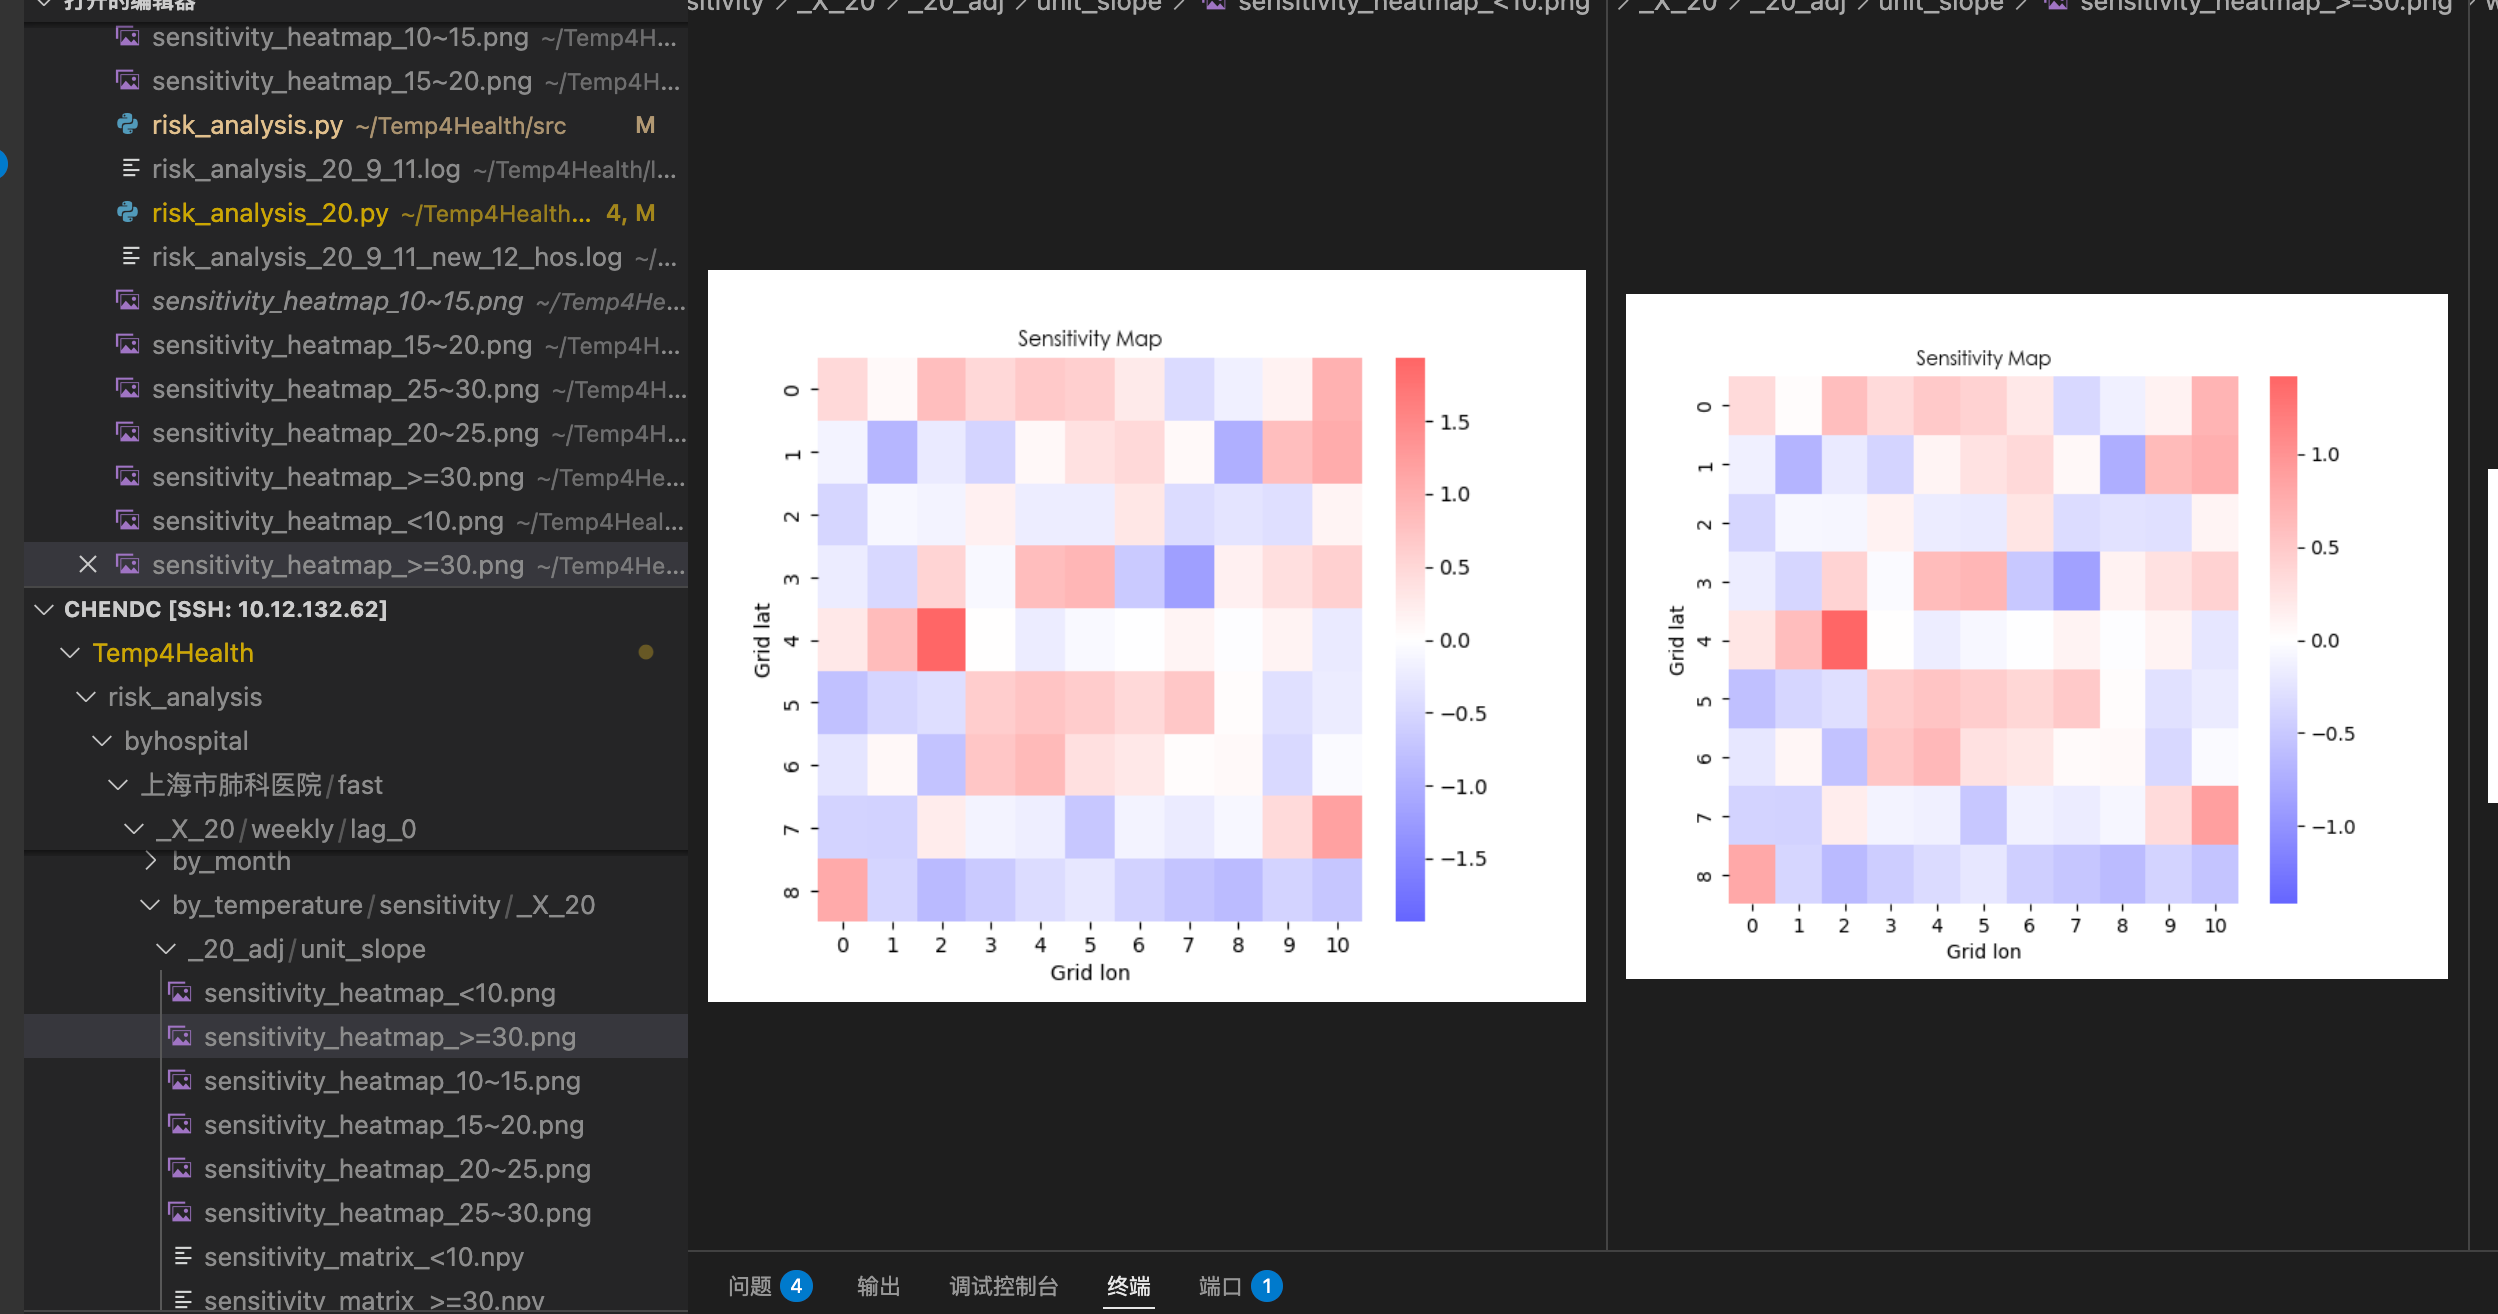 打开的编辑器
sensitivity_heatmap_10~15.png ~/Temp4H...
sensitivity_heatmap_15~20.png ~/Temp4H...
risk_analysis.py ~/Temp4Health/src M
risk_analysis_20_9_11.log ~/Temp4Health/l...
risk_analysis_20.py ~/Temp4Health... 4, M
risk_analysis_20_9_11_new_12_hos.log ~/...
sensitivity_heatmap_10~15.png ~/Temp4He...
sensitivity_heatmap_15~20.png ~/Temp4H...
sensitivity_heatmap_25~30.png ~/Temp4H...
sensitivity_heatmap_20~25.png ~/Temp4H...
sensitivity_heatmap_>=30.png ~/Temp4He...
sensitivity_heatmap_<10.png ~/Temp4Heal...
sensitivity_heatmap_>=30.png ~/Temp4He...
CHENDC [SSH: 10.12.132.62]
Temp4Health
risk_analysis
byhospital
上海市肺科医院/fast
_X_20/weekly/lag_0
by_month
by_temperature/sensitivity/_X_20
_20_adj/unit_slope
sensitivity_heatmap_<10.png
sensitivity_heatmap_>=30.png
sensitivity_heatmap_10~15.png
sensitivity_heatmap_15~20.png
sensitivity_heatmap_20~25.png
sensitivity_heatmap_25~30.png
sensitivity_matrix_<10.npy
sensitivity_matrix_>=30.npy
sitivity > _X_20 > _20_adj > unit_slope > sensitivity_heatmap_<10.png
Sensitivity Map
Grid lat
0
1
2
3
4
5
6
7
8
0 1 2 3 4 5 6 7 8 9 10
Grid lon
1.5
1.0
0.5
0.0
−0.5
−1.0
−1.5
> _X_20 > _20_adj > unit_slope > sensitivity_heatmap_>=30.png
Sensitivity Map
Grid lat
0
1
2
3
4
5
6
7
8
0 1 2 3 4 5 6 7 8 9 10
Grid lon
1.0
0.5
0.0
−0.5
−1.0
问题 4 输出 调试控制台 终端 端口 1